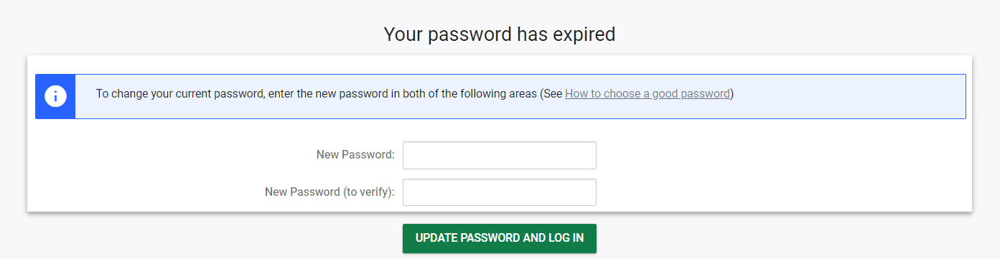 Your password has expired
To change your current password, enter the new password in both of the following areas (See How to choose a good password)
New Password:
New Password (to verify):
UPDATE PASSWORD AND LOG IN